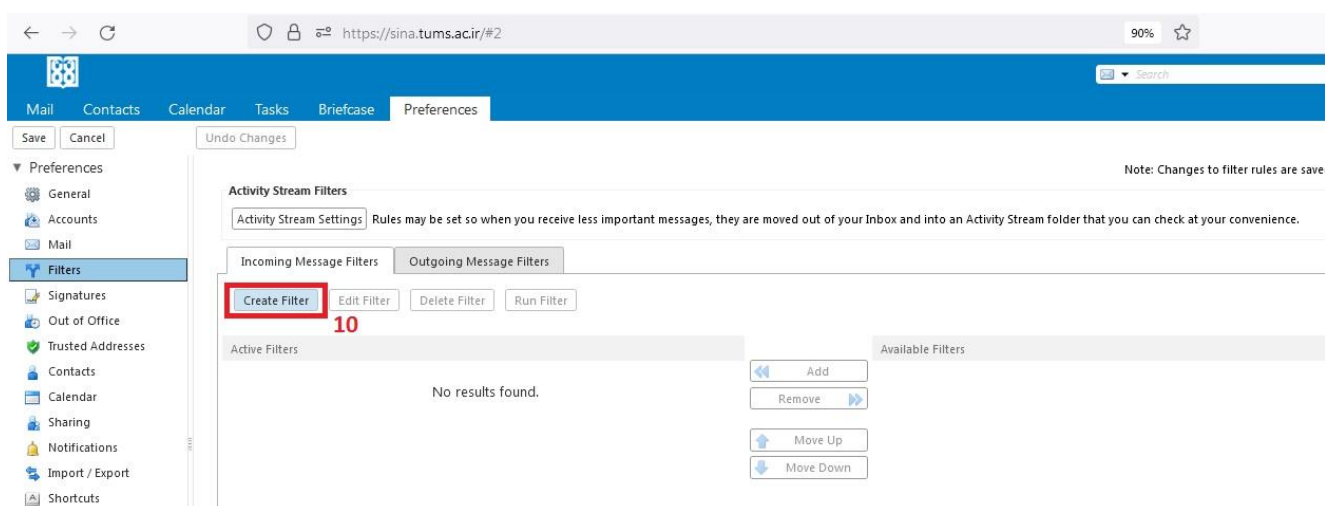 https://sina.tums.ac.ir/#2
90%
Search
Mail Contacts Calendar Tasks Briefcase Preferences
Save Cancel Undo Changes
Preferences
Note: Changes to filter rules are save
General
Activity Stream Filters
Accounts
Activity Stream Settings Rules may be set so when you receive less important messages, they are moved out of your Inbox and into an Activity Stream folder that you can check at your convenience.
Mail
Incoming Message Filters Outgoing Message Filters
Filters
Signatures
Create Filter Edit Filter Delete Filter Run Filter
Out of Office
10
Trusted Addresses
Active Filters Available Filters
Contacts
Add
No results found.
Calendar
Remove
Sharing
Notifications
Move Up
Import / Export
Move Down
Shortcuts